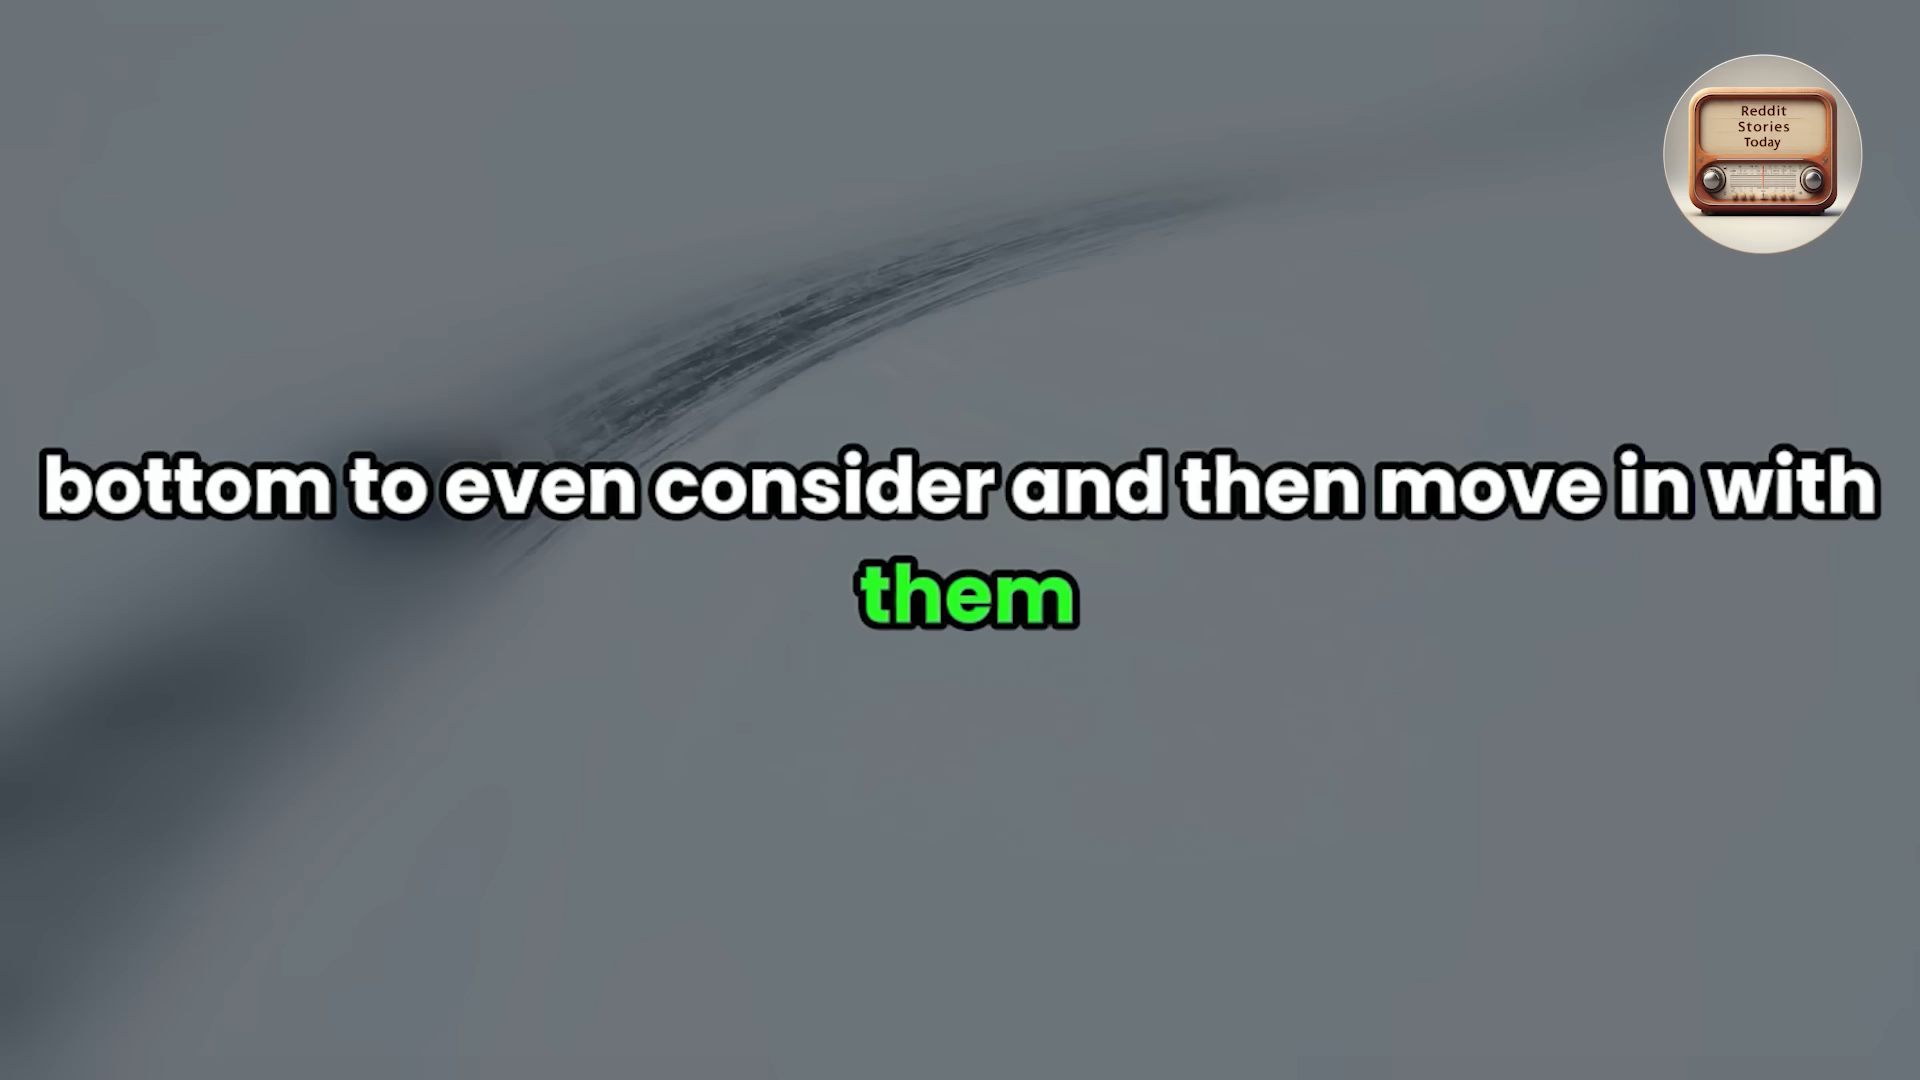 Reddit
Stories
Today
bottom to even consider and then move in with
them